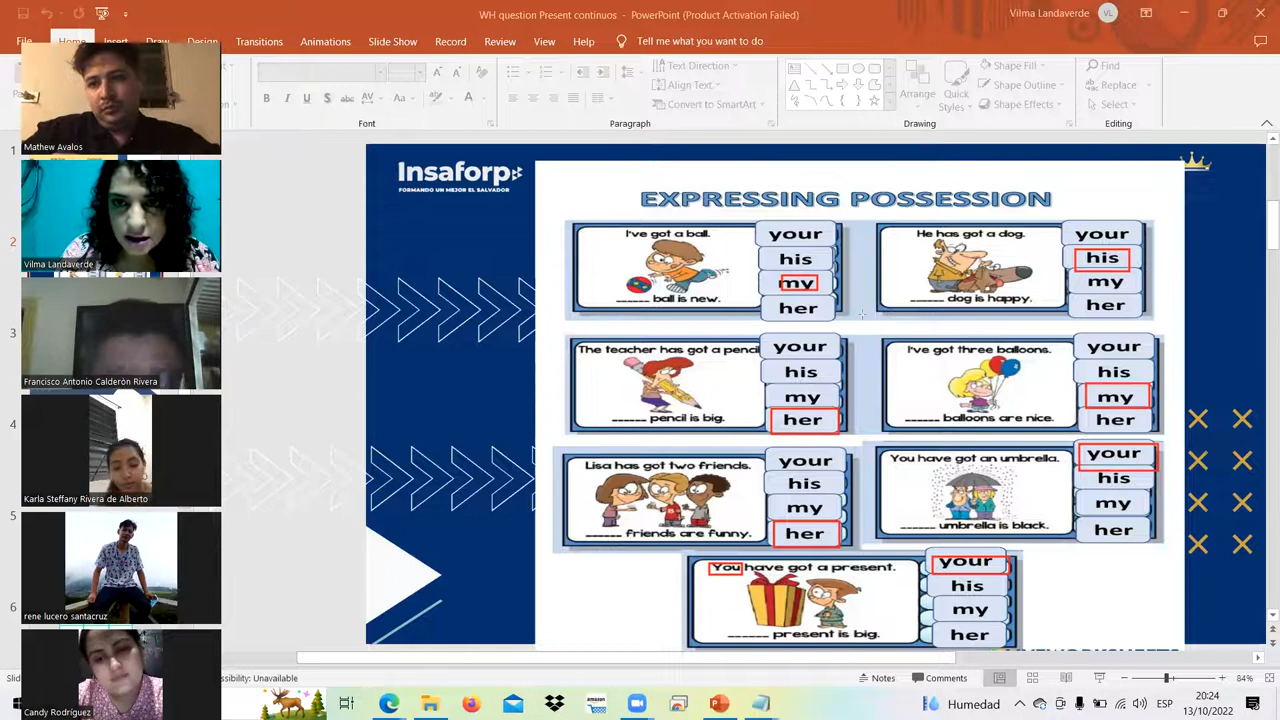 WH question Present continuos - PowerPoint (Product Activation Failed)
Vilma Landaverde VL
File Home Insert Draw Design Transitions Animations Slide Show Record Review View Help Tell me what you want to do
Text Direction
Align Text
Convert to SmartArt
Arrange
Quick
Styles
Shape Fill
Shape Outline
Shape Effects
Find
Replace
Select
Font Paragraph Drawing Editing
Mathew Avalos
Vilma Landaverde
Francisco Antonio Calderón Rivera
Karla Steffany Rivera de Alberto
rene lucero santacruz
Candy Rodríguez
1
2
3
4
5
6
Insaforp
FORMANDO UN MEJOR EL SALVADOR
EXPRESSING POSSESSION
I've got a ball.
______ ball is new.
your
his
my
her
He has got a dog.
______ dog is happy.
your
his
my
her
The teacher has got a pencil
______ pencil is big.
your
his
my
her
I've got three balloons.
______ balloons are nice.
your
his
my
her
Lisa has got two friends.
______ friends are funny.
your
his
my
her
You have got an umbrella.
______ umbrella is black.
your
his
my
her
You have got a present.
______ present is big.
your
his
my
her
Notes
Comments
84%
Humedad
ESP
20:24
13/10/2022